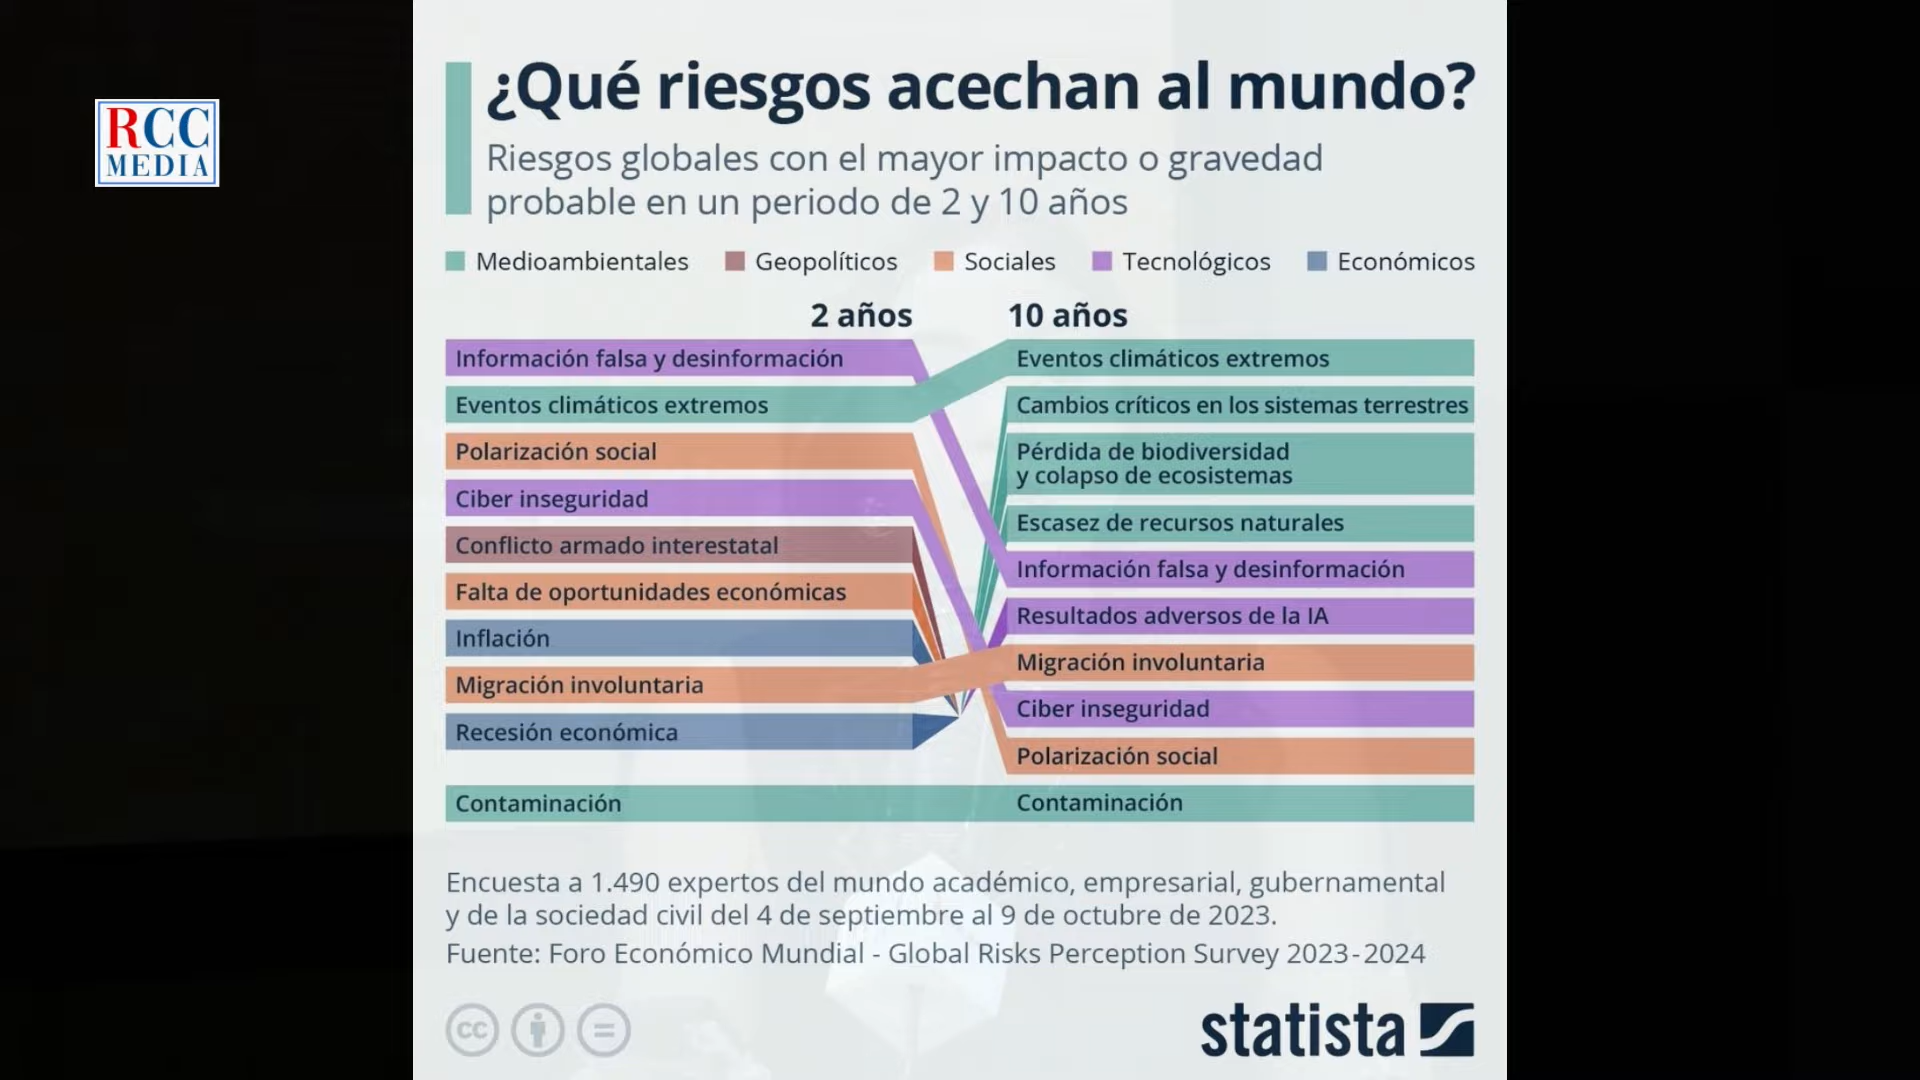 RCC
MEDIA
¿Qué riesgos acechan al mundo?
Riesgos globales con el mayor impacto o gravedad
probable en un periodo de 2 y 10 años
Medioambientales Geopolíticos Sociales Tecnológicos Económicos
2 años
Información falsa y desinformación
Eventos climáticos extremos
Polarización social
Ciber inseguridad
Conflicto armado interestatal
Falta de oportunidades económicas
Inflación
Migración involuntaria
Recesión económica
Contaminación
10 años
Eventos climáticos extremos
Cambios críticos en los sistemas terrestres
Pérdida de biodiversidad
y colapso de ecosistemas
Escasez de recursos naturales
Información falsa y desinformación
Resultados adversos de la IA
Migración involuntaria
Ciber inseguridad
Polarización social
Contaminación
Encuesta a 1.490 expertos del mundo académico, empresarial, gubernamental
y de la sociedad civil del 4 de septiembre al 9 de octubre de 2023.
Fuente: Foro Económico Mundial - Global Risks Perception Survey 2023-2024
cc
statista